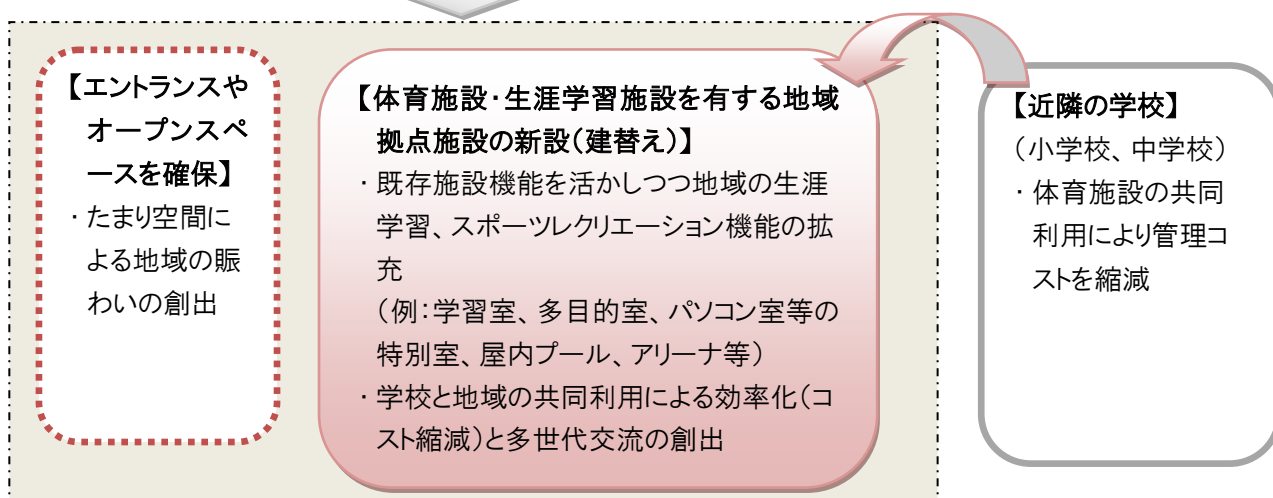 【エントランスや
オープンスペ
ースを確保】
・たまり空間に
よる地域の賑
わいの創出
【体育施設・生涯学習施設を有する地域
拠点施設の新設(建替え)】
・既存施設機能を活かしつつ地域の生涯
学習、スポーツレクリエーション機能の拡
充
(例:学習室、多目的室、パソコン室等の
特別室、屋内プール、アリーナ等)
・学校と地域の共同利用による効率化(コ
スト縮減)と多世代交流の創出
【近隣の学校】
(小学校、中学校)
・体育施設の共同
利用により管理コ
ストを縮減